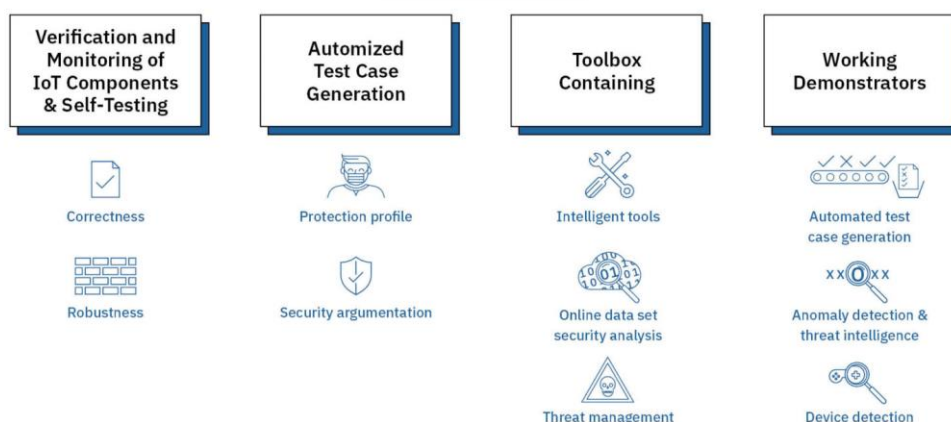 Verification and
Monitoring of
IoT Components
& Self-Testing
Correctness
Robustness
Automized
Test Case
Generation
Protection profile
Security argumentation
Toolbox
Containing
Intelligent tools
Online data set
security analysis
Threat management
Working
Demonstrators
Automated test
case generation
Anomaly detection &
threat intelligence
Device detection